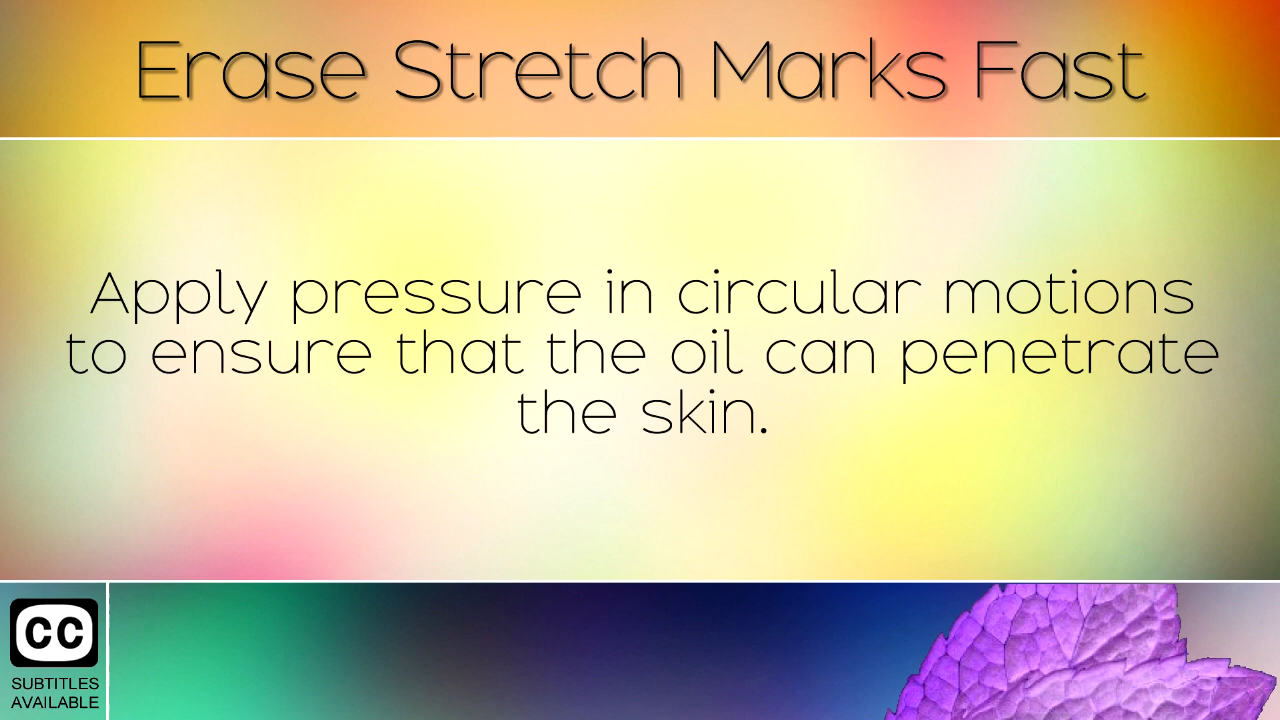 Erase Stretch Marks Fast
Apply pressure in circular motions
to ensure that the oil can penetrate
the skin.
CC
SUBTITLES
AVAILABLE